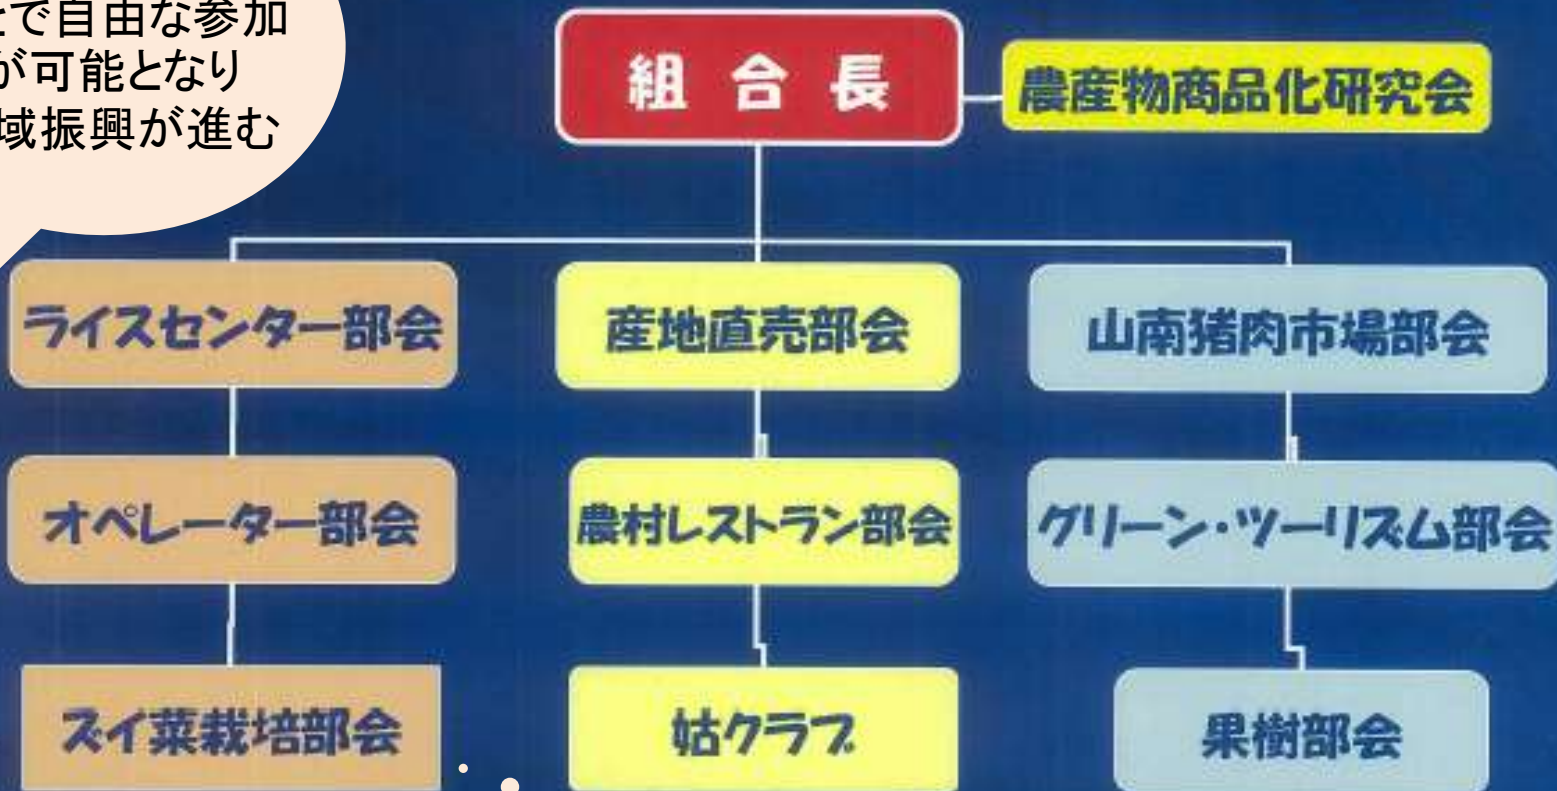 とで自由な参加
が可能となり
域振興が進む
組合長
農産物商品化研究会
ライスセンター部会
産地直売部会
山南猪肉市場部会
オペレーター部会
農村レストラン部会
グリーン・ツーリズム部会
ズイ菜栽培部会
姑クラブ
果樹部会